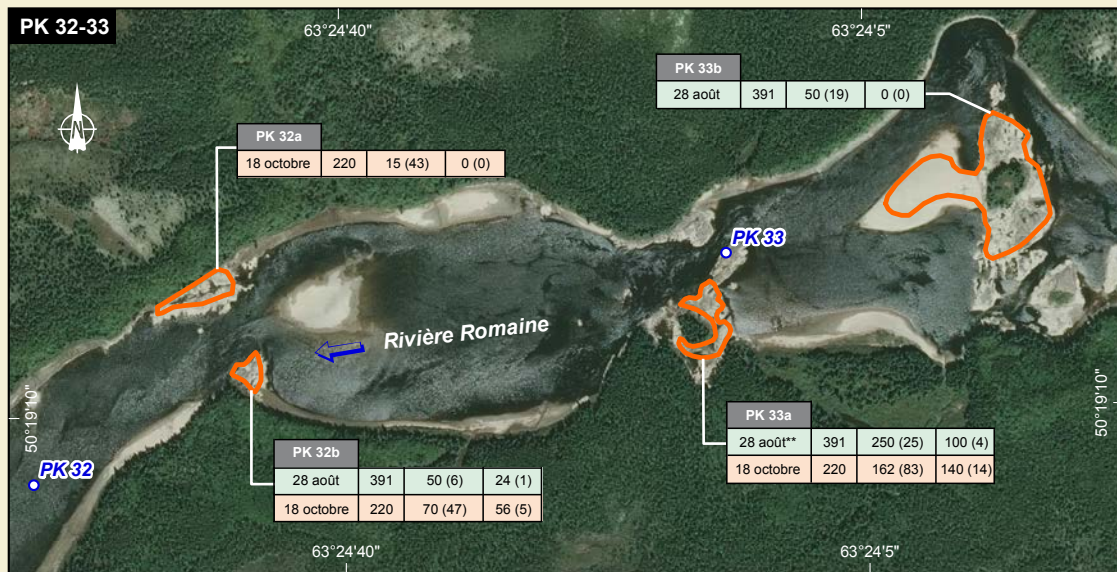 PK 32-33
63°24'40"
63°24'5"
PK 33b
28 août 391 50 (19) 0 (0)
PK 32a
18 octobre 220 15 (43) 0 (0)
N
PK 33
Rivière Romaine
50°19'10"
50°19'10"
PK 33a
28 août** 391 250 (25) 100 (4)
18 octobre 220 162 (83) 140 (14)
PK 32b
28 août 391 50 (6) 24 (1)
18 octobre 220 70 (47) 56 (5)
PK 32
63°24'40"
63°24'5"